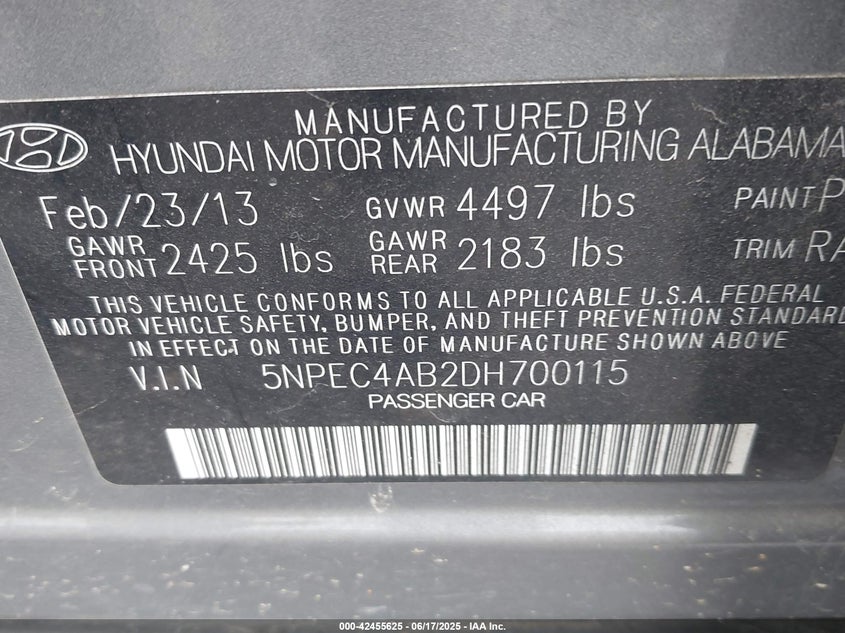 MANUFACTURED BY
HYUNDAI MOTOR MANUFACTURING ALABAMA
Feb/23/13 GVWR 4497 lbs PAINT
GAWR FRONT 2425 lbs GAWR REAR 2183 lbs TRIM RA
THIS VEHICLE CONFORMS TO ALL APPLICABLE U.S.A. FEDERAL
MOTOR VEHICLE SAFETY, BUMPER, AND THEFT PREVENTION STANDARD
IN EFFECT ON THE DATE OF MANUFACTURE SHOWN ABOVE
V.I.N 5NPEC4AB2DH700115
PASSENGER CAR
000-42455625 - 06/17/2025 - IAA Inc.